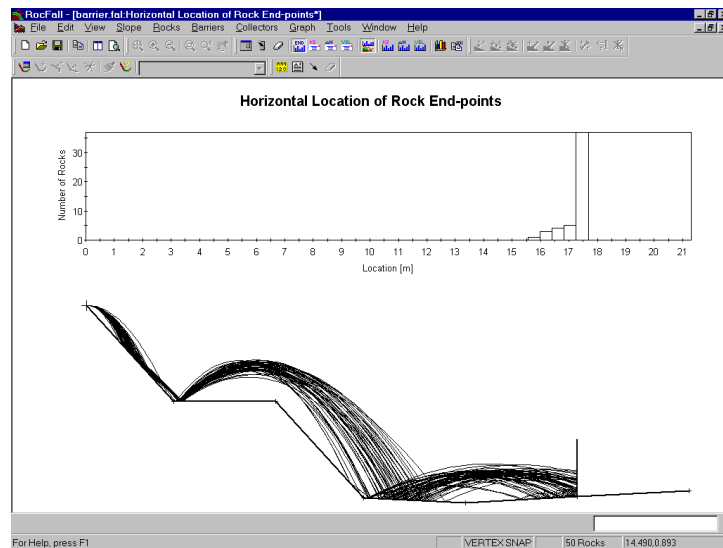 RocFall - [barrier.fal:Horizontal Location of Rock End-points*]
File Edit View Slope Rocks Barriers Collectors Graph Tools Window Help
Horizontal Location of Rock End-points
Number of Rocks
30
20
10
0
0 1 2 3 4 5 6 7 8 9 10 11 12 13 14 15 16 17 18 19 20 21
Location [m]
For Help, press F1
VERTEX SNAP
50 Rocks
14.490,0.893